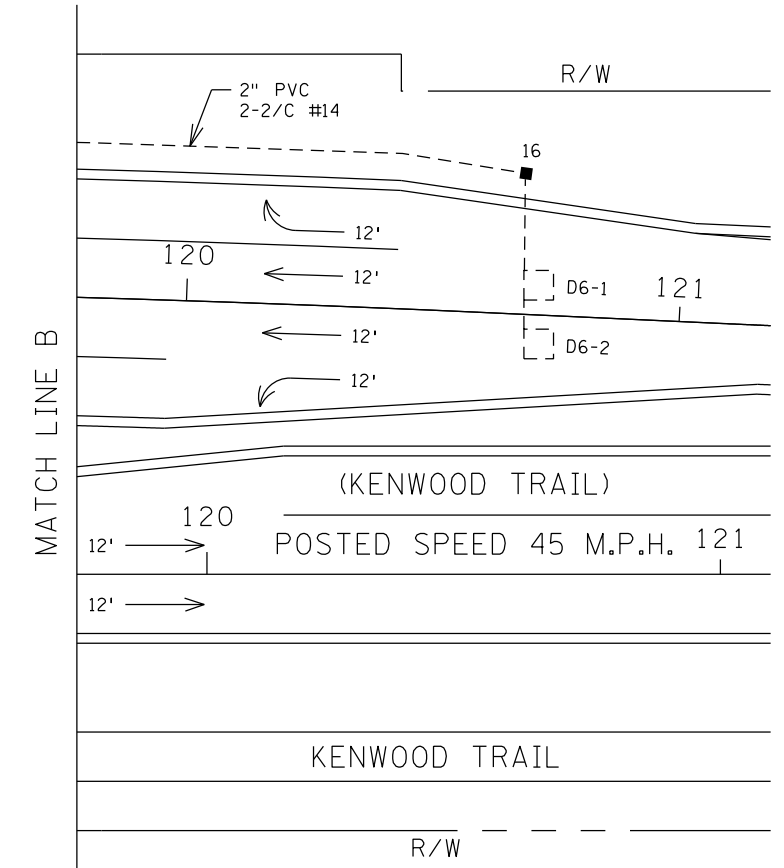 R/W
2" PVC
2-2/C #14
16
12'
120
12'
D6-1
121
12'
D6-2
12'
MATCH LINE B
(KENWOOD TRAIL)
120
12'
POSTED SPEED 45 M.P.H.
121
12'
KENWOOD TRAIL
R/W